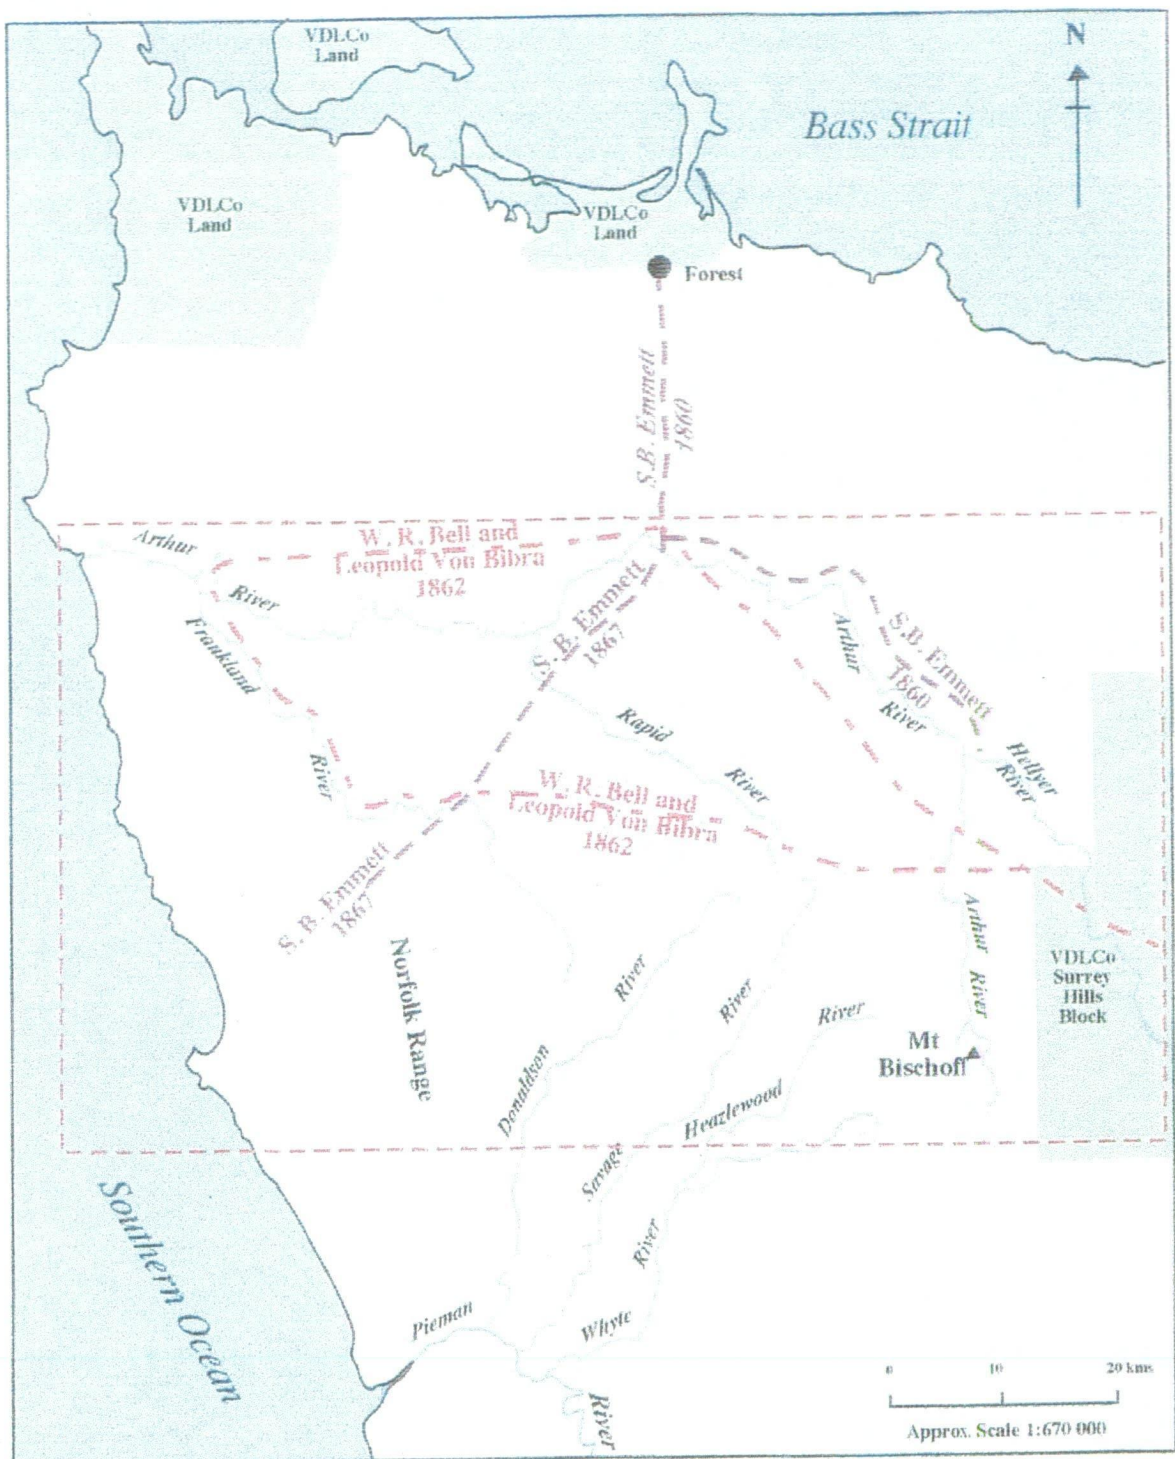 VDLCo
Land
N
Bass Strait
VDLCo
Land
VDLCo
Land
Forest
S.B. Emmett
1860
W. R. Bell and
Leopold Von Bibra
1862
Arthur
River
Frankland
River
S. B. Emmett
1867
Arthur
River
S.B. Emmett
1860
Hellyer
River
Rapid
River
W. R. Bell and
Leopold Von Bibra
1862
S. B. Emmett
1867
Norfolk Range
Donaldson
River
Savage
River
Heazlewood
River
Arthur
River
VDLCo
Surrey
Hills
Block
Mt
Bischoff
Southern Ocean
Pieman
River
Whyte
River
0 10 20 kms
Approx. Scale 1:670 000